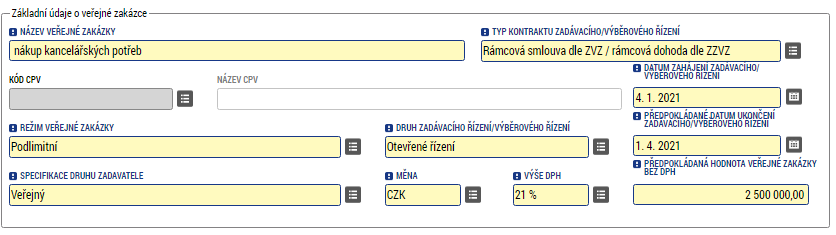 Základní údaje o veřejné zakázce
NÁZEV VEŘEJNÉ ZAKÁZKY
nákup kancelářských potřeb
TYP KONTRAKTU ZADÁVACÍHO/VÝBĚROVÉHO ŘÍZENÍ
Rámcová smlouva dle ZVZ / rámcová dohoda dle ZZVZ
KÓD CPV
NÁZEV CPV
DATUM ZAHÁJENÍ ZADÁVACÍHO/
VÝBĚROVÉHO ŘÍZENÍ
4. 1. 2021
REŽIM VEŘEJNÉ ZAKÁZKY
Podlimitní
DRUH ZADÁVACÍHO ŘÍZENÍ/VÝBĚROVÉHO ŘÍZENÍ
Otevřené řízení
PŘEDPOKLÁDANÉ DATUM UKONČENÍ
ZADÁVACÍHO/VÝBĚROVÉHO ŘÍZENÍ
1. 4. 2021
SPECIFIKACE DRUHU ZADAVATELE
Veřejný
MĚNA
CZK
VÝŠE DPH
21 %
PŘEDPOKLÁDANÁ HODNOTA VEŘEJNÉ ZAKÁZKY
BEZ DPH
2 500 000,00